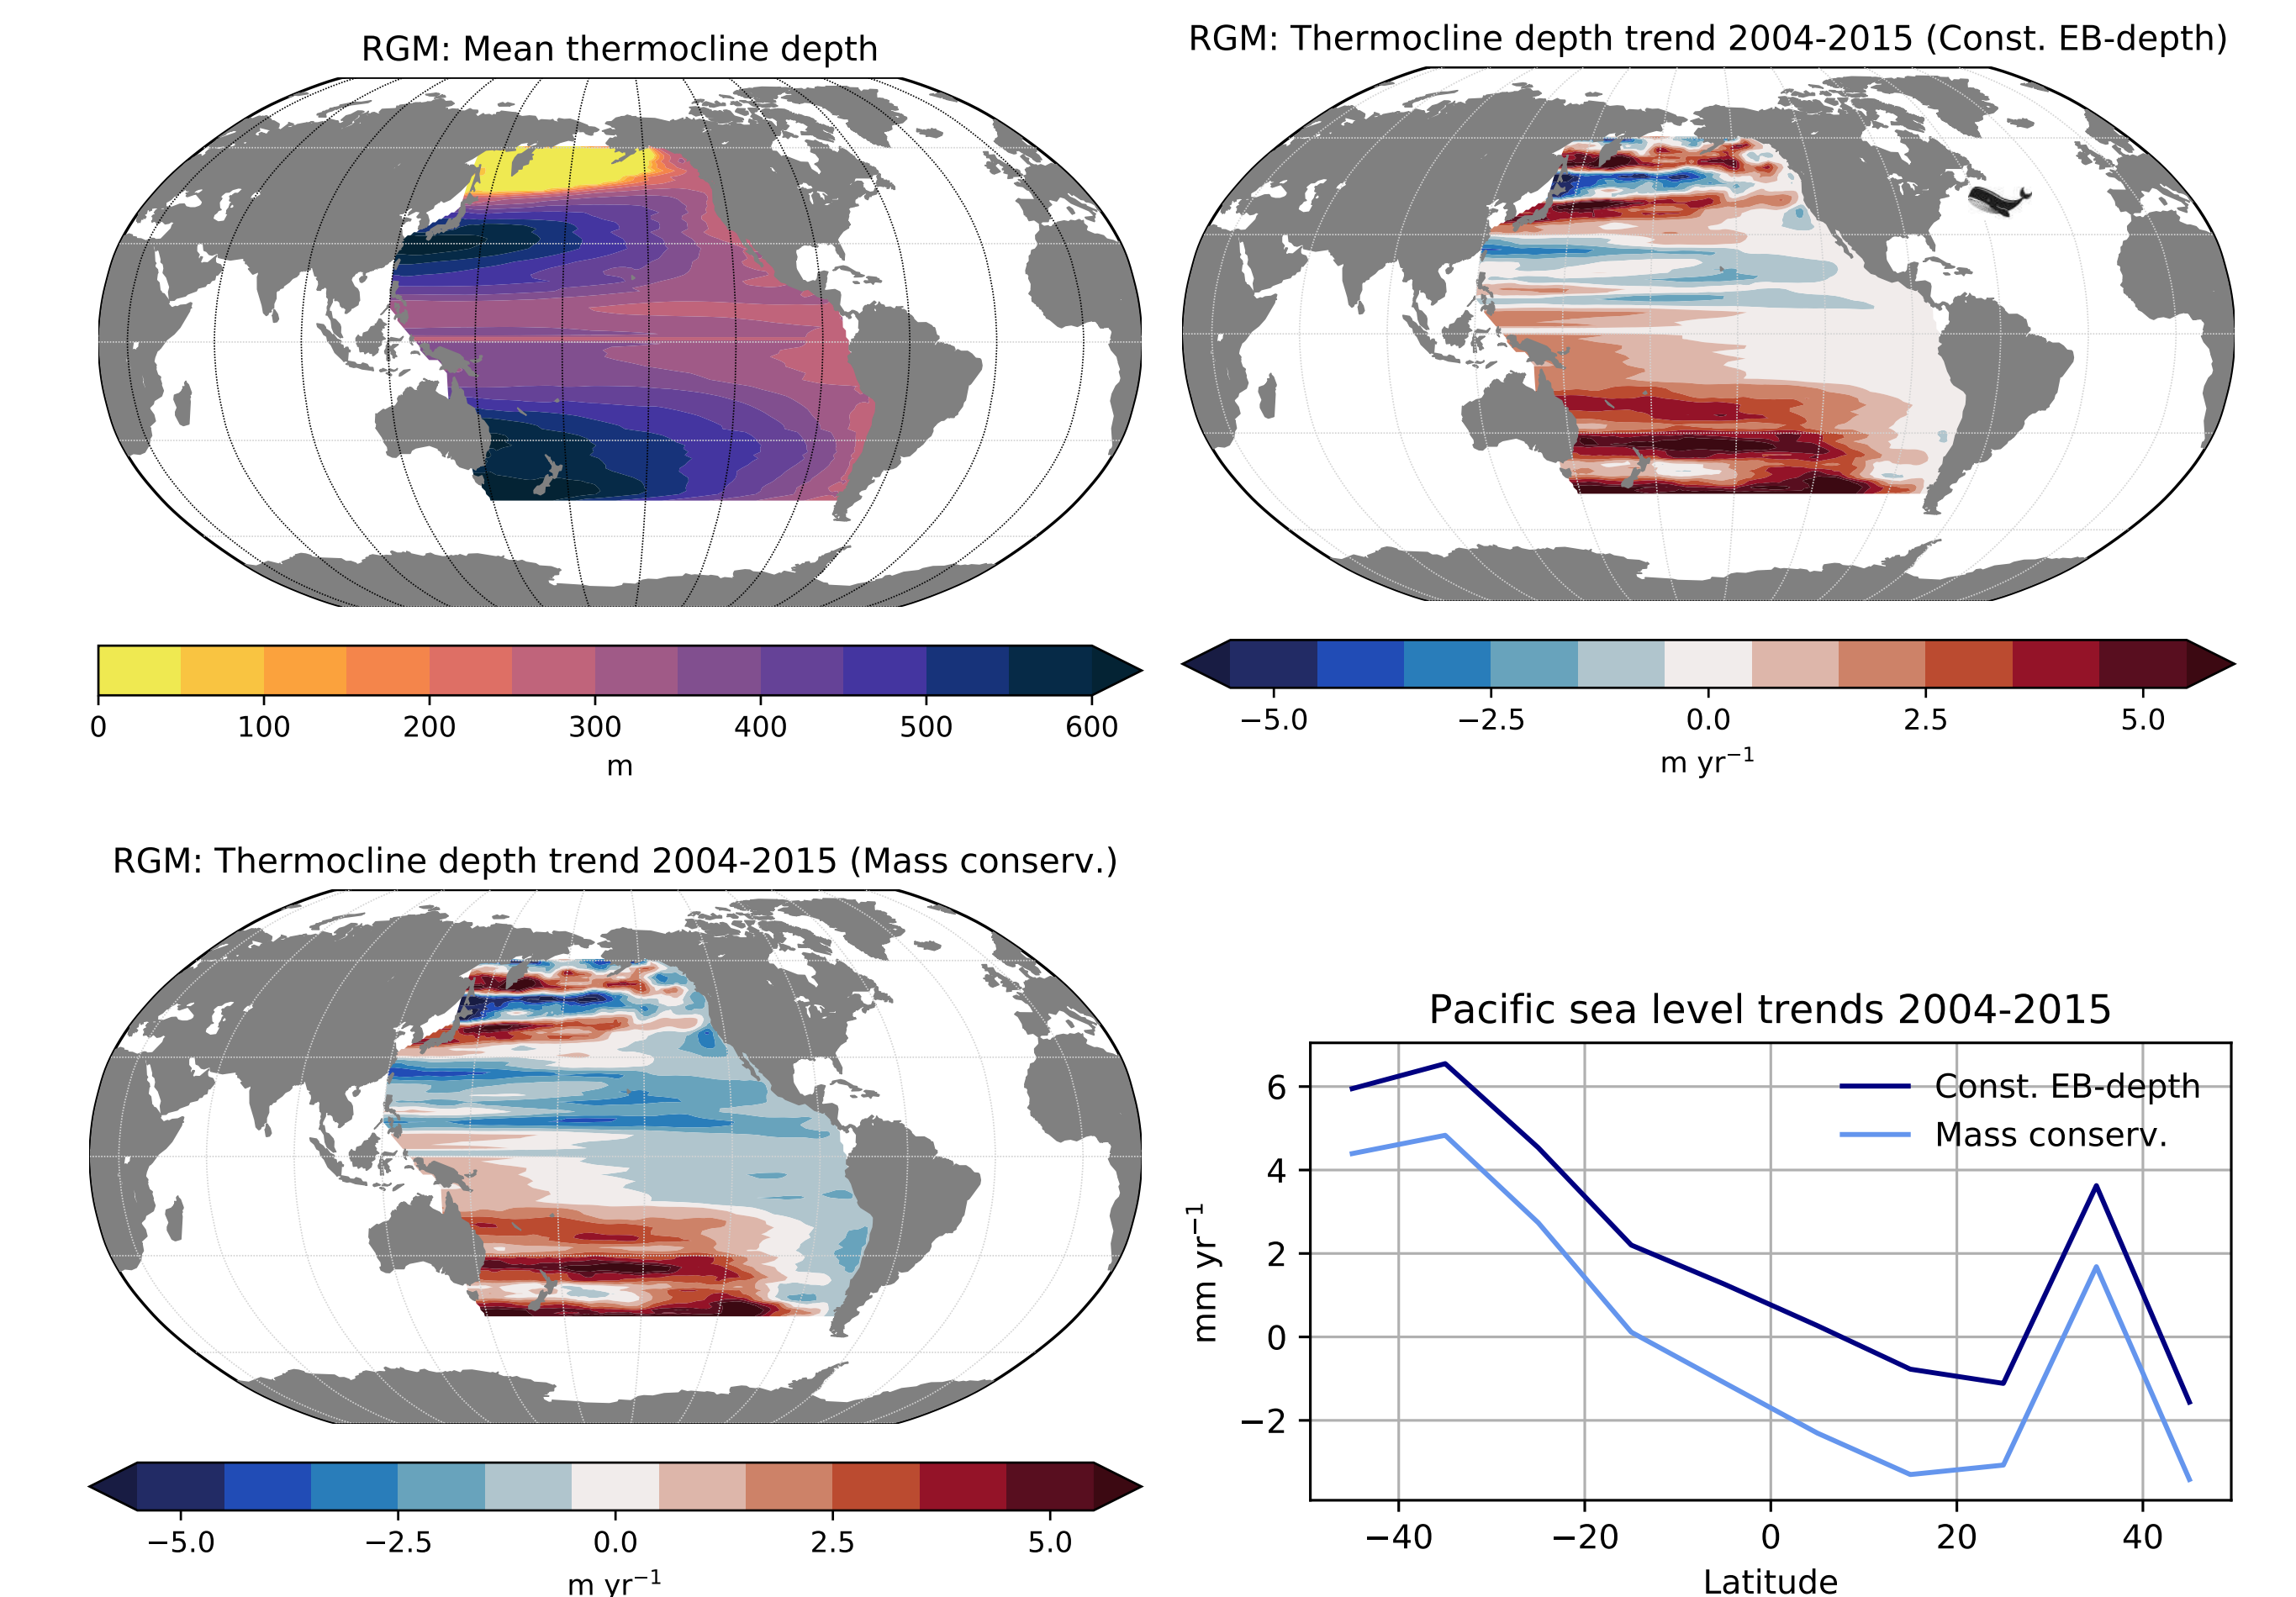 RGM: Mean thermocline depth
0 100 200 300 400 500 600
m
RGM: Thermocline depth trend 2004-2015 (Const. EB-depth)
−5.0 −2.5 0.0 2.5 5.0
m yr⁻¹
RGM: Thermocline depth trend 2004-2015 (Mass conserv.)
−5.0 −2.5 0.0 2.5 5.0
m yr⁻¹
Pacific sea level trends 2004-2015
Const. EB-depth
Mass conserv.
6
4
2
0
−2
mm yr⁻¹
−40 −20 0 20 40
Latitude